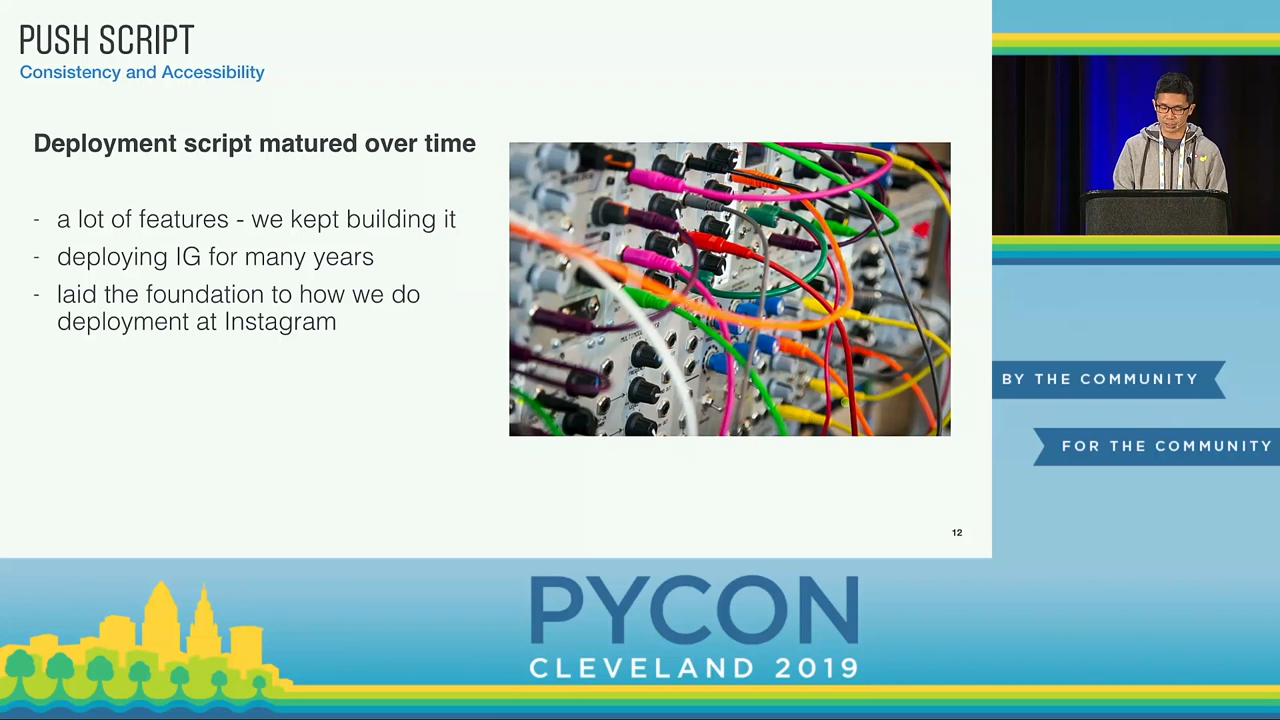 PUSH SCRIPT
Consistency and Accessibility
Deployment script matured over time
- a lot of features - we kept building it
- deploying IG for many years
- laid the foundation to how we do
deployment at Instagram
12
BY THE COMMUNITY
FOR THE COMMUNITY
PYCON
CLEVELAND 2019